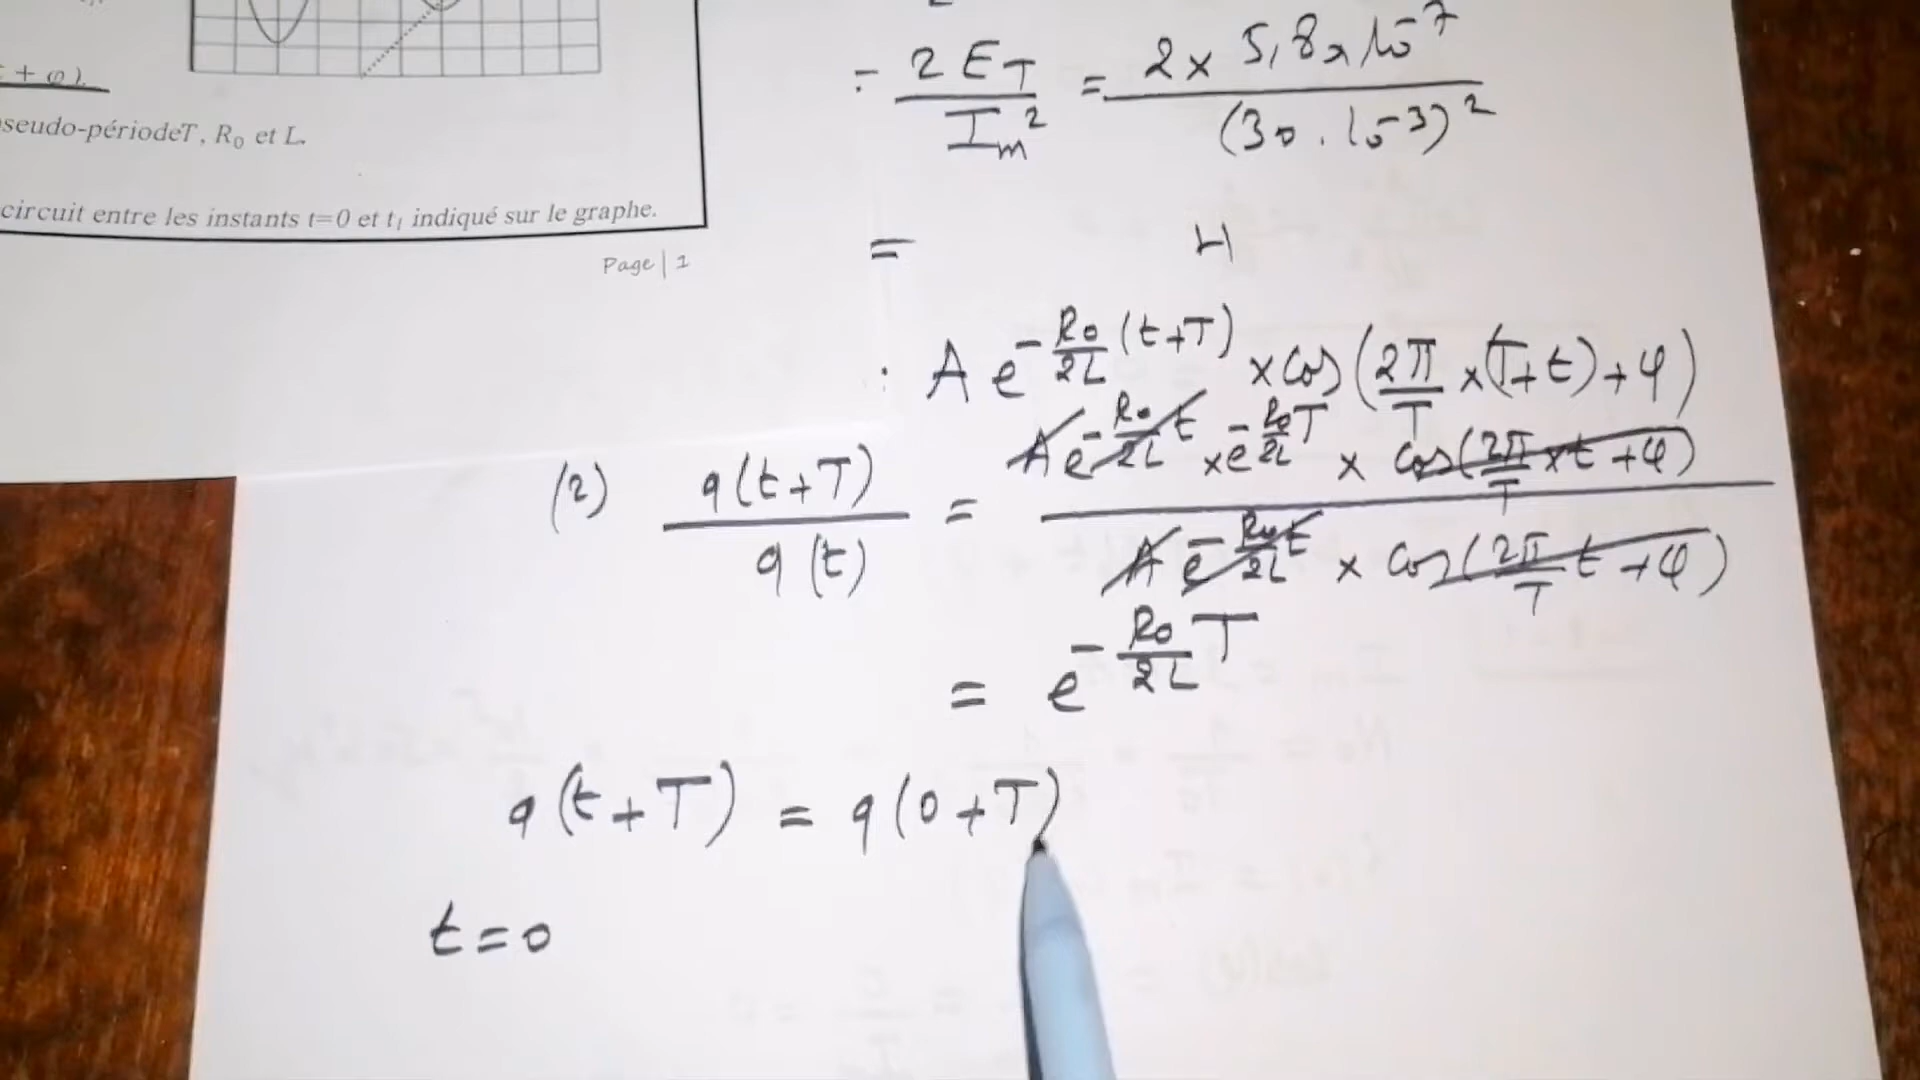 + φ).
seudo-périodeT, R₀ et L.
circuit entre les instants t=0 et t₁ indiqué sur le graphe.
Page | 1
= 2 E_T / I_m² = 2 x 5,8 x 10⁻⁷ / (30 . 10⁻³)²
= H
: A e^(-R₀/2L (t+T)) x cos(2π/T x (T+t) + φ)
A e^(-R₀/2L t) x e^(-R₀/2L T) x cos(2π/T x t + φ)
(2) q(t+T) / q(t) =
A e^(-R₀/2L t) x cos(2π/T t + φ)
= e^(-R₀/2L T)
q(t+T) = q(0+T)
t=0